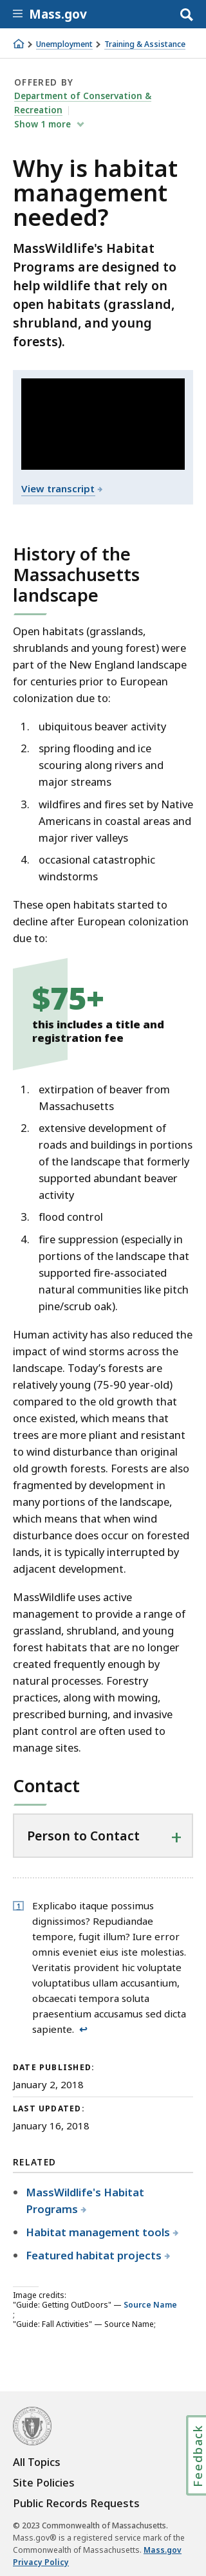 Mass.gov
Unemployment
Training & Assistance
OFFERED BY
Department of Conservation &
Recreation
Show 1 more
Why is habitat
management
needed?
MassWildlife's Habitat
Programs are designed to
help wildlife that rely on
open habitats (grassland,
shrubland, and young
forests).
View transcript
History of the
Massachusetts
landscape
Open habitats (grasslands,
shrublands and young forest) were
part of the New England landscape
for centuries prior to European
colonization due to:
1. ubiquitous beaver activity
2. spring flooding and ice
scouring along rivers and
major streams
3. wildfires and fires set by Native
Americans in coastal areas and
major river valleys
4. occasional catastrophic
windstorms
These open habitats started to
decline after European colonization
due to:
$75+
this includes a title and
registration fee
1. extirpation of beaver from
Massachusetts
2. extensive development of
roads and buildings in portions
of the landscape that formerly
supported abundant beaver
activity
3. flood control
4. fire suppression (especially in
portions of the landscape that
supported fire-associated
natural communities like pitch
pine/scrub oak).
Human activity has also reduced the
impact of wind storms across the
landscape. Today's forests are
relatively young (75-90 year-old)
compared to the old growth that
once existed, which means that
trees are more pliant and resistant
to wind disturbance than original
old growth forests. Forests are also
fragmented by development in
many portions of the landscape,
which means that when wind
disturbance does occur on forested
lands, it is typically interrupted by
adjacent development.
MassWildlife uses active
management to provide a range of
grassland, shrubland, and young
forest habitats that are no longer
created adequately by natural
natural processes. Forestry
practices, along with mowing,
prescribed burning, and invasive
plant control are often used to
manage sites.
Contact
Person to Contact +
1 Explicabo itaque possimus
dignissimos? Repudiandae
tempore, fugit illum? Iure error
omnis eveniet eius iste molestias.
Veritatis provident hic voluptate
voluptatibus ullam accusantium,
obcaecati tempora soluta
praesentium accusamus sed dicta
sapiente. ↩
DATE PUBLISHED:
January 2, 2018
LAST UPDATED:
January 16, 2018
RELATED
MassWildlife's Habitat
Programs
Habitat management tools
Featured habitat projects
Image credits:
"Guide: Getting OutDoors" — Source Name
;
"Guide: Fall Activities" — Source Name;
Feedback
All Topics
Site Policies
Public Records Requests
© 2023 Commonwealth of Massachusetts.
Mass.gov® is a registered service mark of the
Commonwealth of Massachusetts. Mass.gov
Privacy Policy